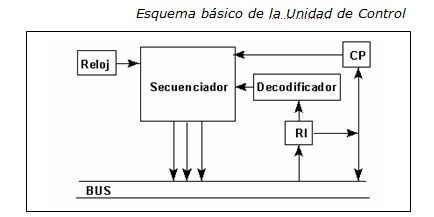 Esquema básico de la Unidad de Control
CP
Reloj
Secuenciador
Decodificador
RI
BUS